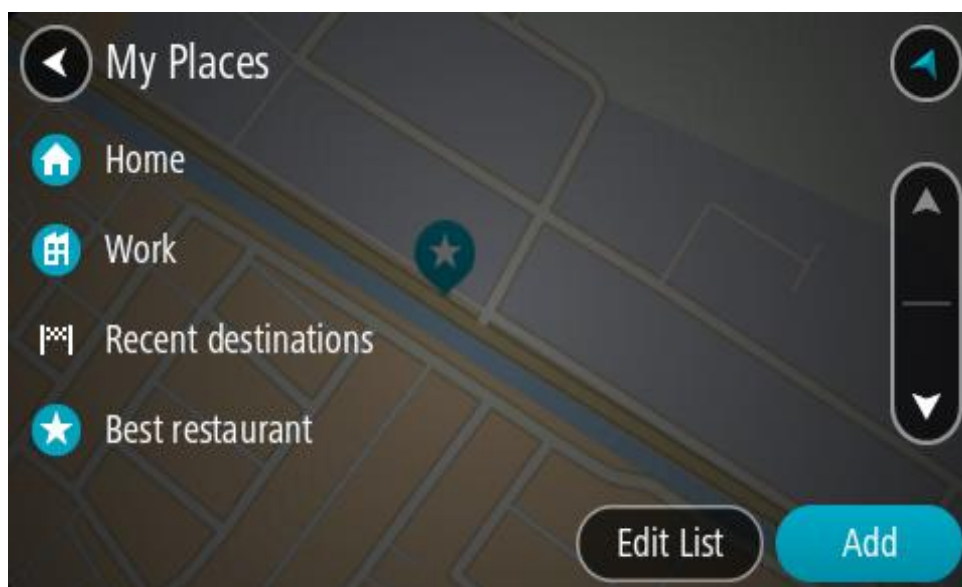 My Places
Home
Work
Recent destinations
Best restaurant
Edit List
Add